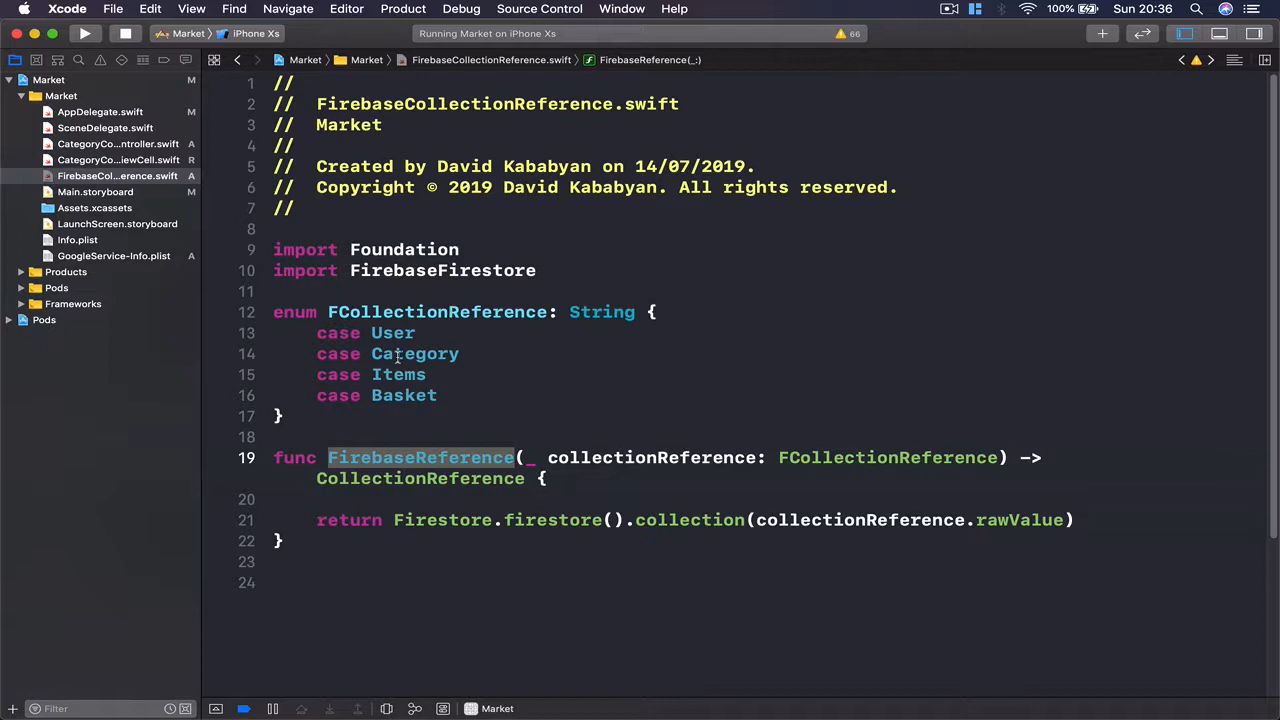 Xcode File Edit View Find Navigate Editor Product Debug Source Control Window Help 100% Sun 20:36
Market iPhone Xs Running Market on iPhone Xs 66
Market Market FirebaseCollectionReference.swift FirebaseReference(_:)
Market M
Market
AppDelegate.swift M
SceneDelegate.swift
CategoryCo...ntroller.swift A
CategoryCo...iewCell.swift R
FirebaseCol...erence.swift A
Main.storyboard M
Assets.xcassets
LaunchScreen.storyboard
Info.plist
GoogleService-Info.plist A
Products
Pods
Frameworks
Pods
1 //
2 // FirebaseCollectionReference.swift
3 // Market
4 //
5 // Created by David Kababyan on 14/07/2019.
6 // Copyright © 2019 David Kababyan. All rights reserved.
7 //
8
9 import Foundation
10 import FirebaseFirestore
11
12 enum FCollectionReference: String {
13 case User
14 case Category
15 case Items
16 case Basket
17 }
18
19 func FirebaseReference(_ collectionReference: FCollectionReference) ->
CollectionReference {
20
21 return Firestore.firestore().collection(collectionReference.rawValue)
22 }
23
24
Filter
Market